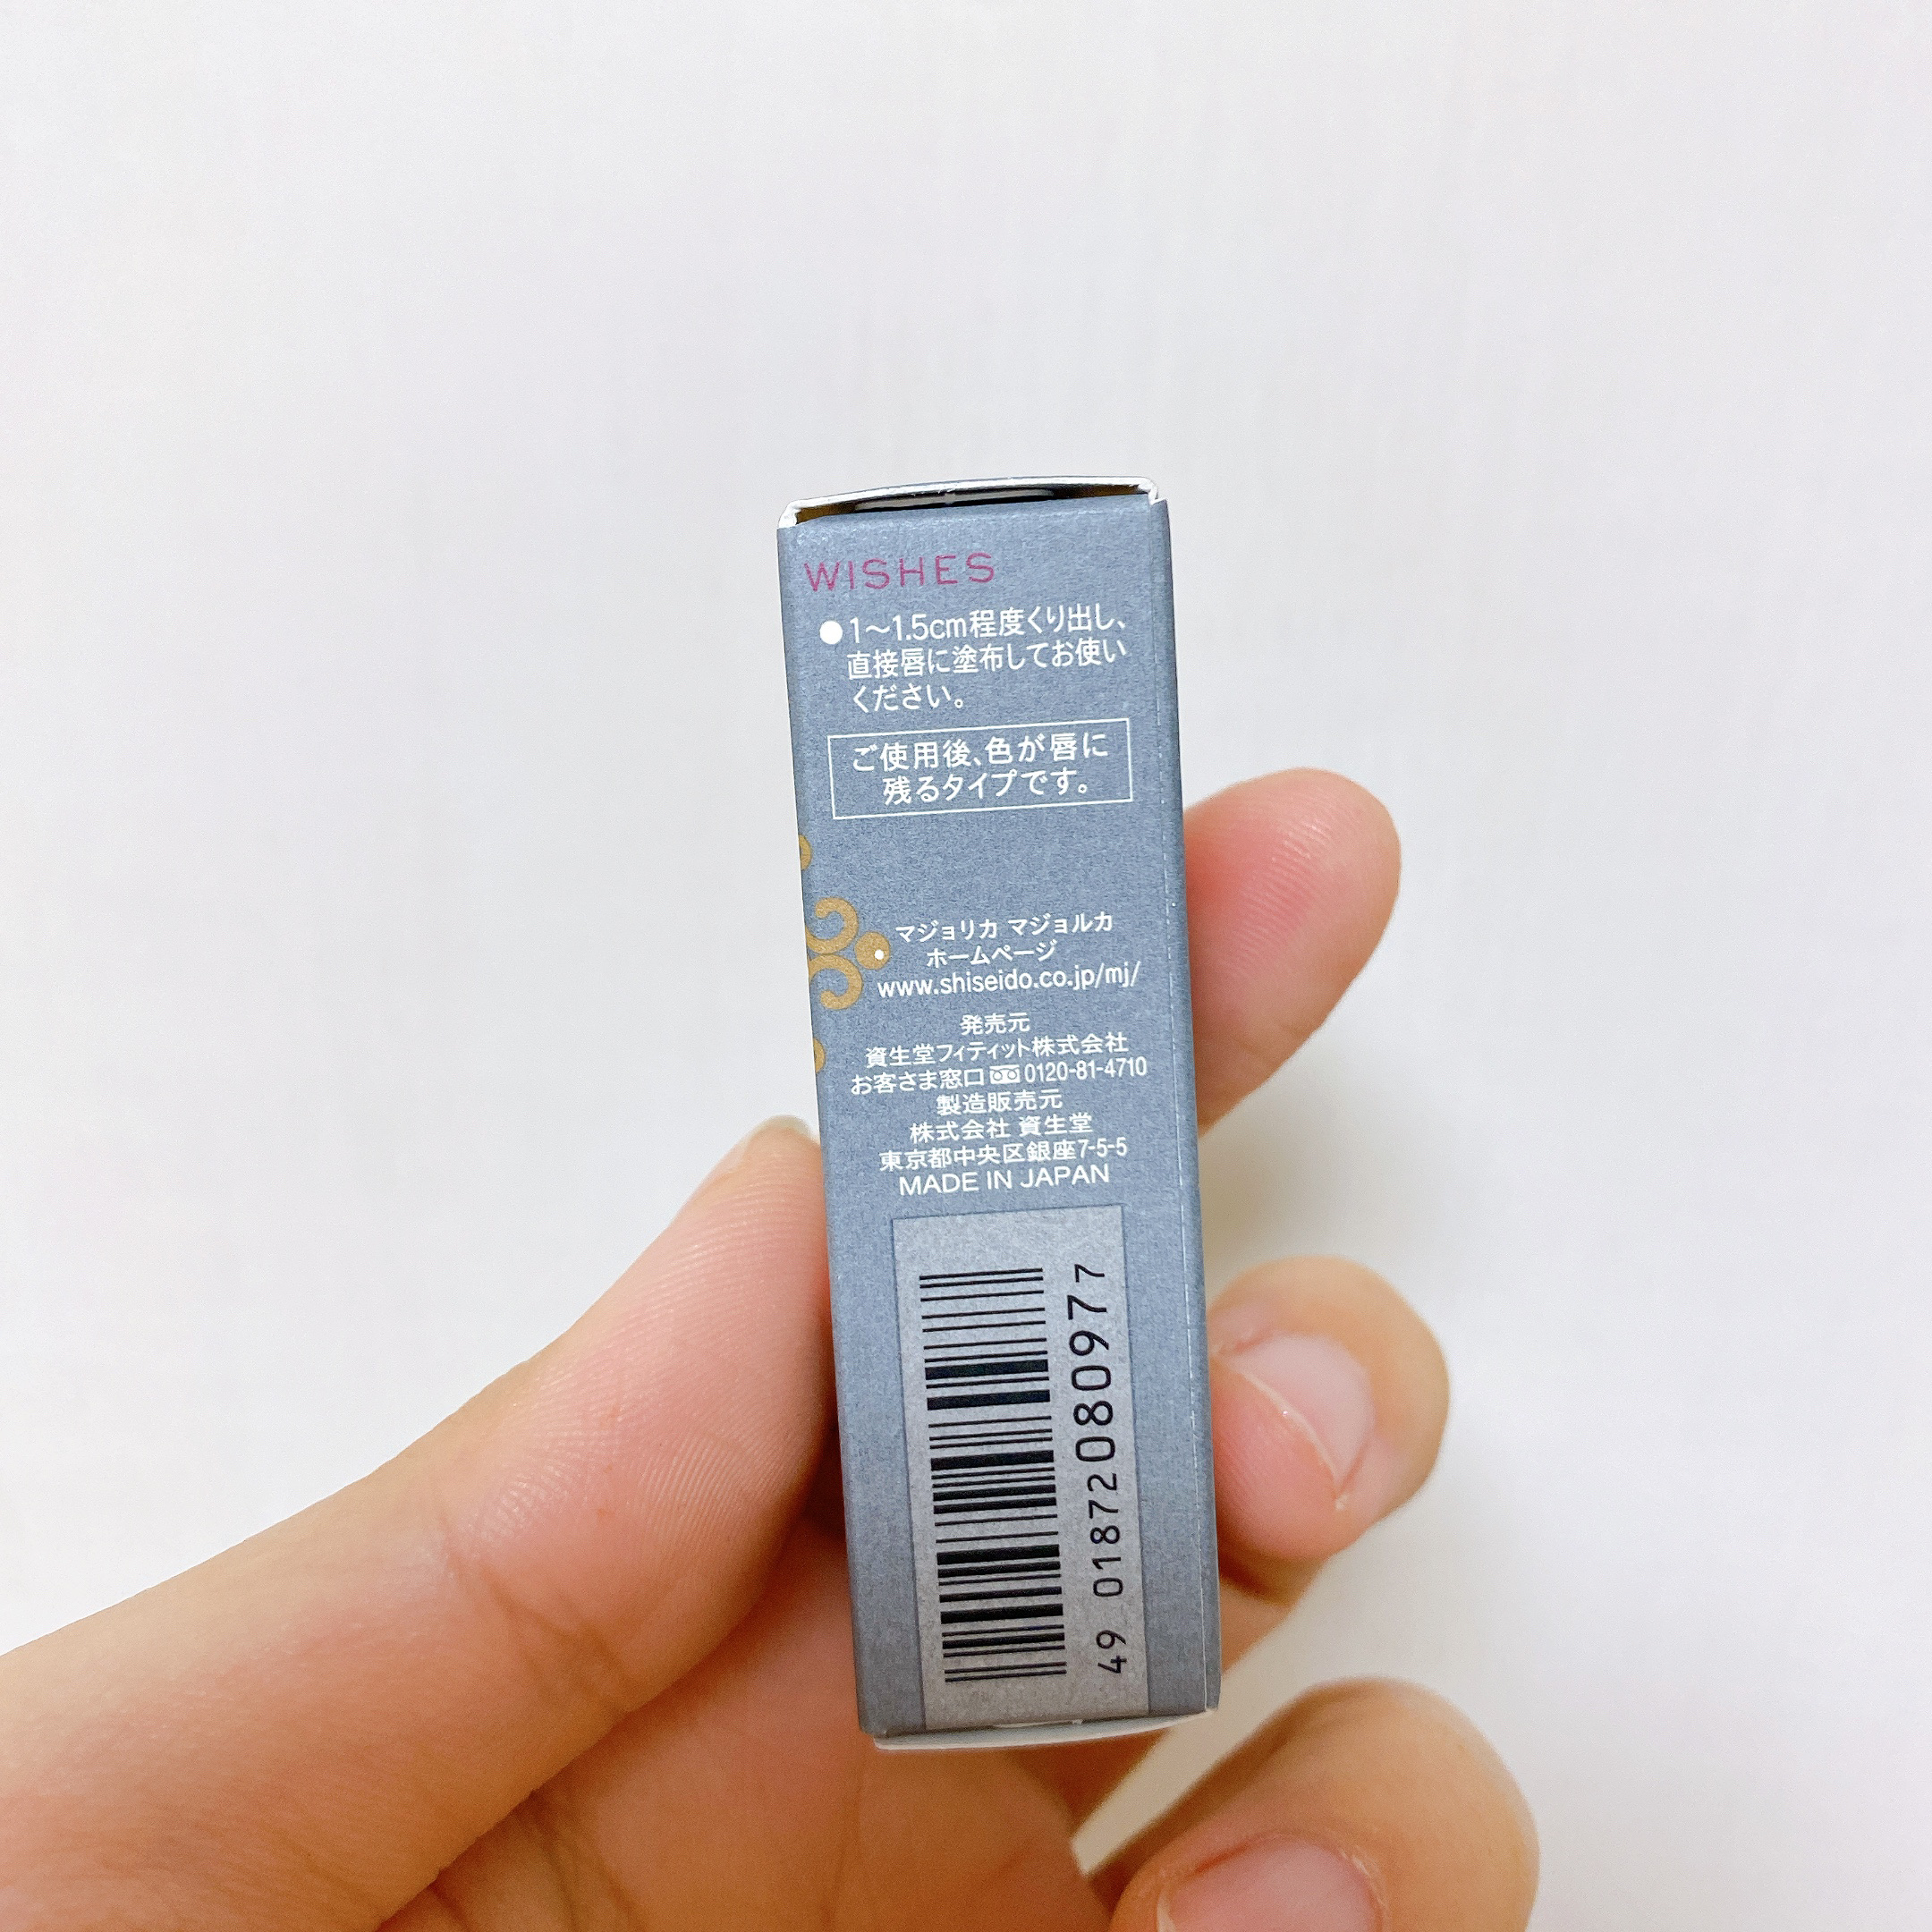 WISHES
●1～1.5cm程度くり出し、
直接唇に塗布してお使い
ください。
ご使用後、色が唇に
残るタイプです。
マジョリカ マジョルカ
ホームページ
www.shiseido.co.jp/mj/
発売元
資生堂フィティット株式会社
お客さま窓口 0120-81-4710
製造販売元
株式会社 資生堂
東京都中央区銀座7-5-5
MADE IN JAPAN
49 01872080977